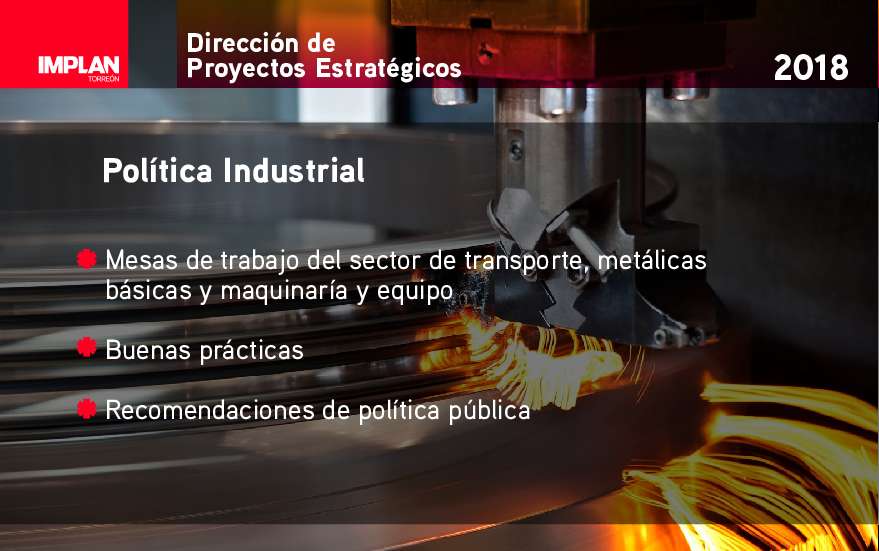 IMPLAN
TORREÓN
Dirección de
Proyectos Estratégicos
2018
Política Industrial
Mesas de trabajo del sector de transporte, metálicas
básicas y maquinaría y equipo
Buenas prácticas
Recomendaciones de política pública